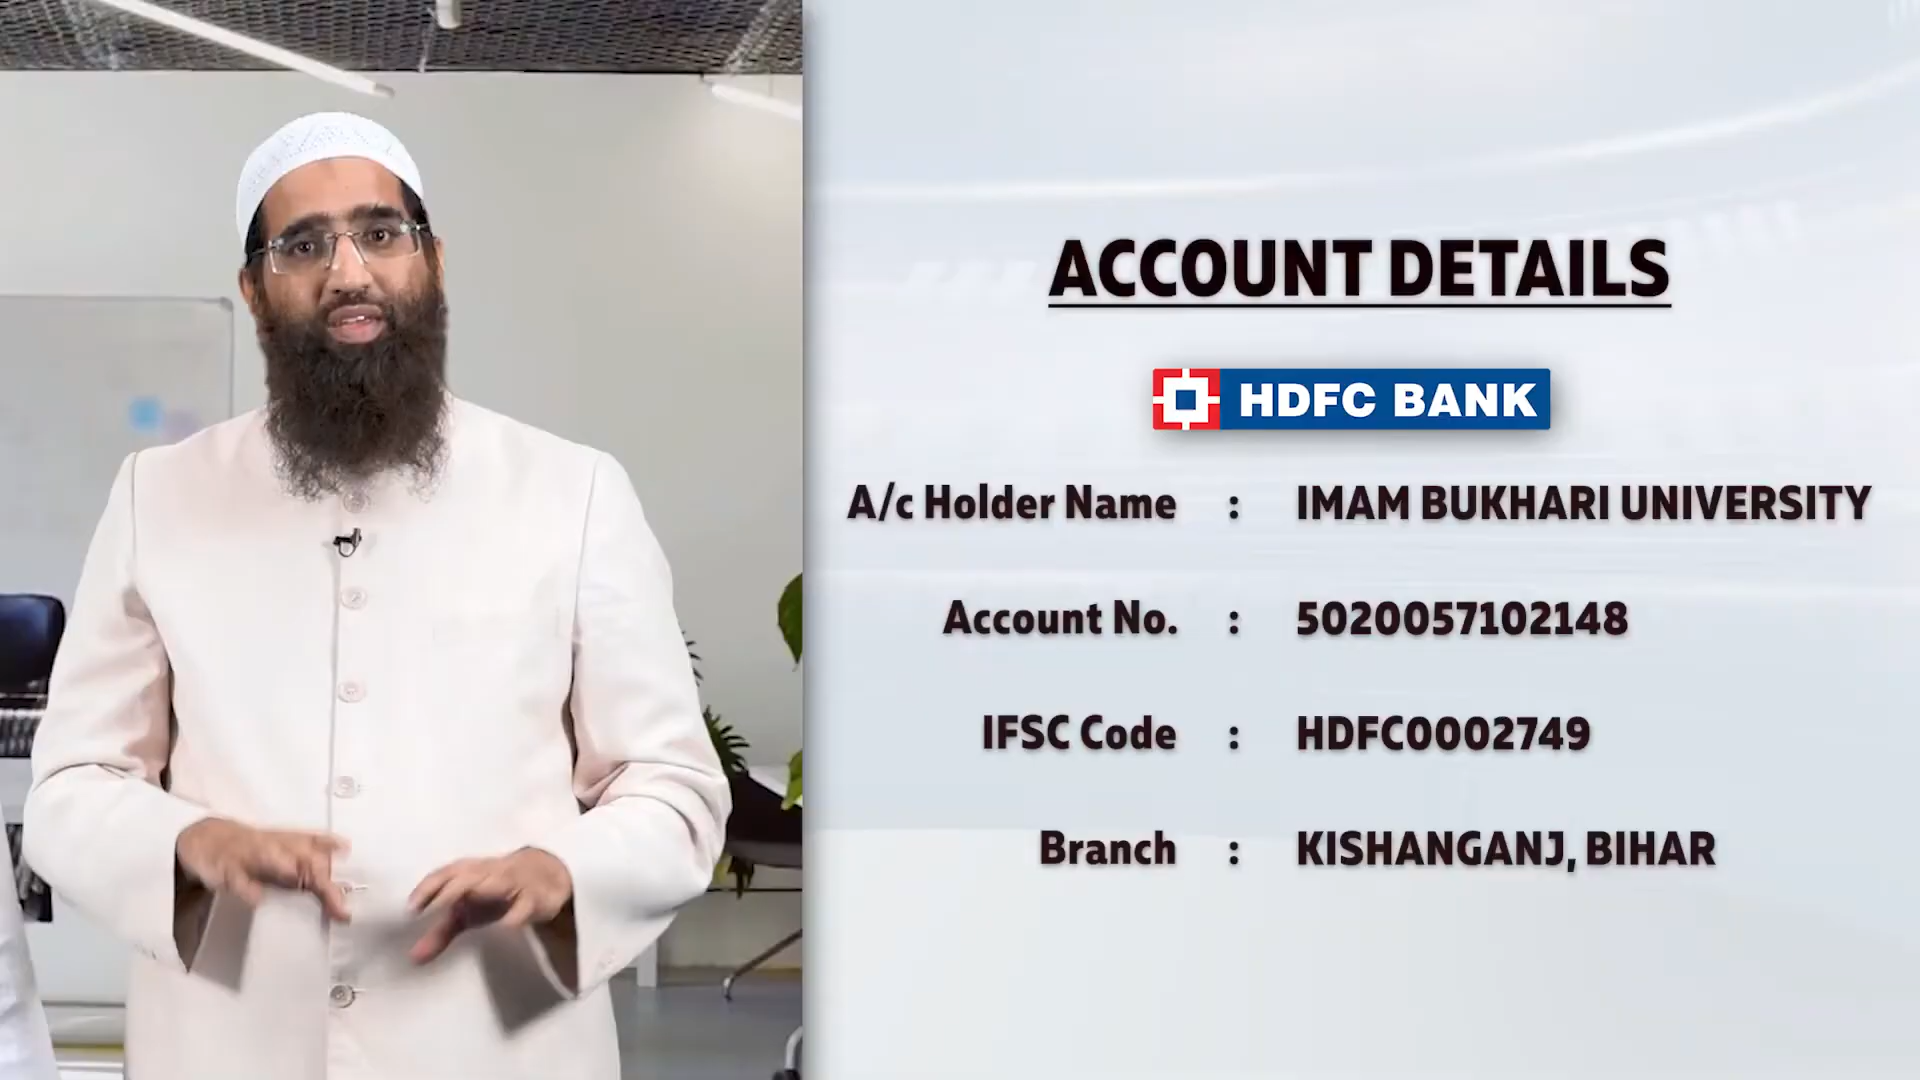 ACCOUNT DETAILS
HDFC BANK
A/c Holder Name : IMAM BUKHARI UNIVERSITY
Account No. : 5020057102148
IFSC Code : HDFC0002749
Branch : KISHANGANJ, BIHAR